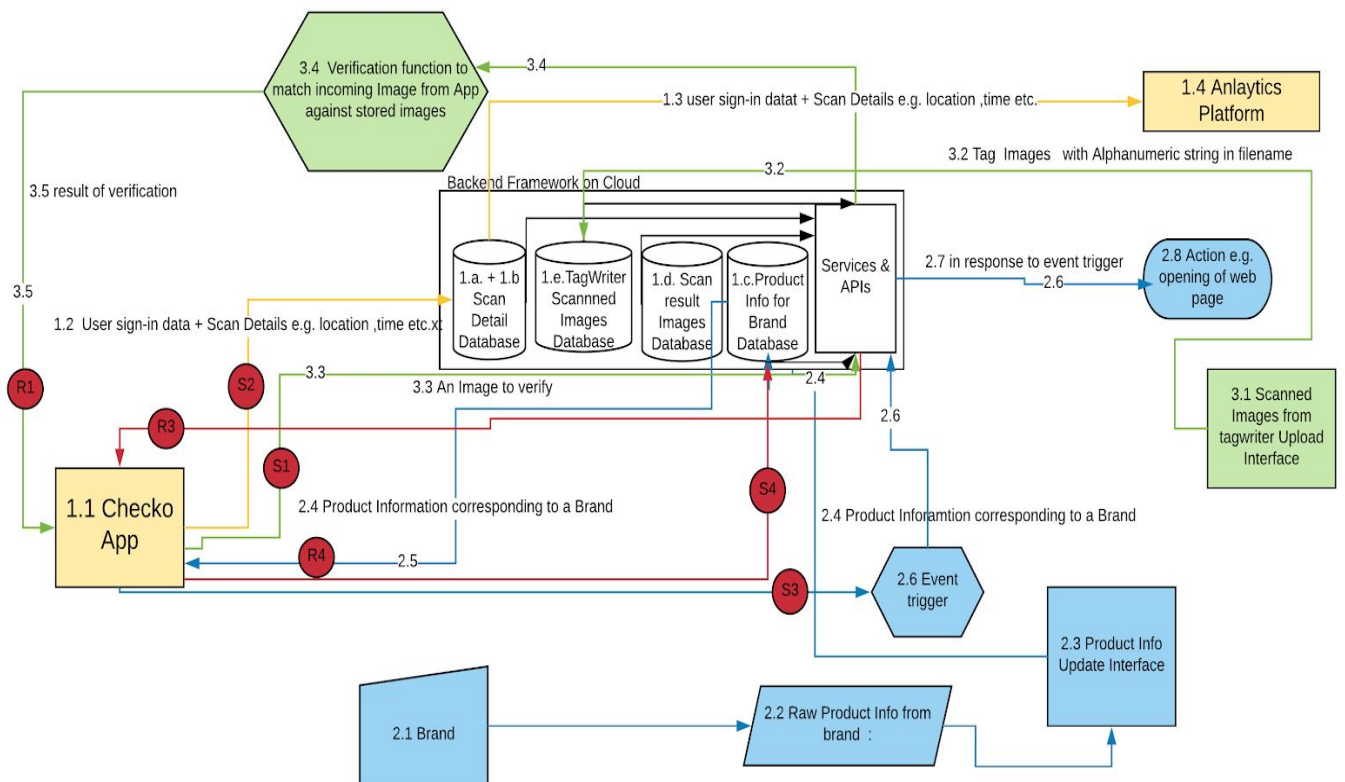 3.4 Verification function to
match incoming Image from App
against stored images
3.4
1.3 user sign-in datat + Scan Details e.g. location ,time etc.
1.4 Anlaytics
Platform
3.2 Tag Images with Alphanumeric string in filename
3.2
3.5 result of verification
Backend Framework on Cloud
1.a. + 1.b
Scan
Detail
Database
1.e.TagWriter
Scannned
Images
Database
1.d. Scan
result
Images
Database
1.c.Product
Info for
Brand
Database
Services &
APIs
2.7 in response to event trigger
2.6
2.8 Action e.g.
opening of web
page
3.5
1.2 User sign-in data + Scan Details e.g. location ,time etc.xt
R1
S2
3.3
3.3 An Image to verify
2.4
3.1 Scanned
Images from
tagwriter Upload
Interface
R3
S1
2.6
S4
1.1 Checko
App
2.4 Product Information corresponding to a Brand
2.4 Product Inforamtion corresponding to a Brand
R4
2.5
S3
2.6 Event
trigger
2.3 Product Info
Update Interface
2.1 Brand
2.2 Raw Product Info from
brand :